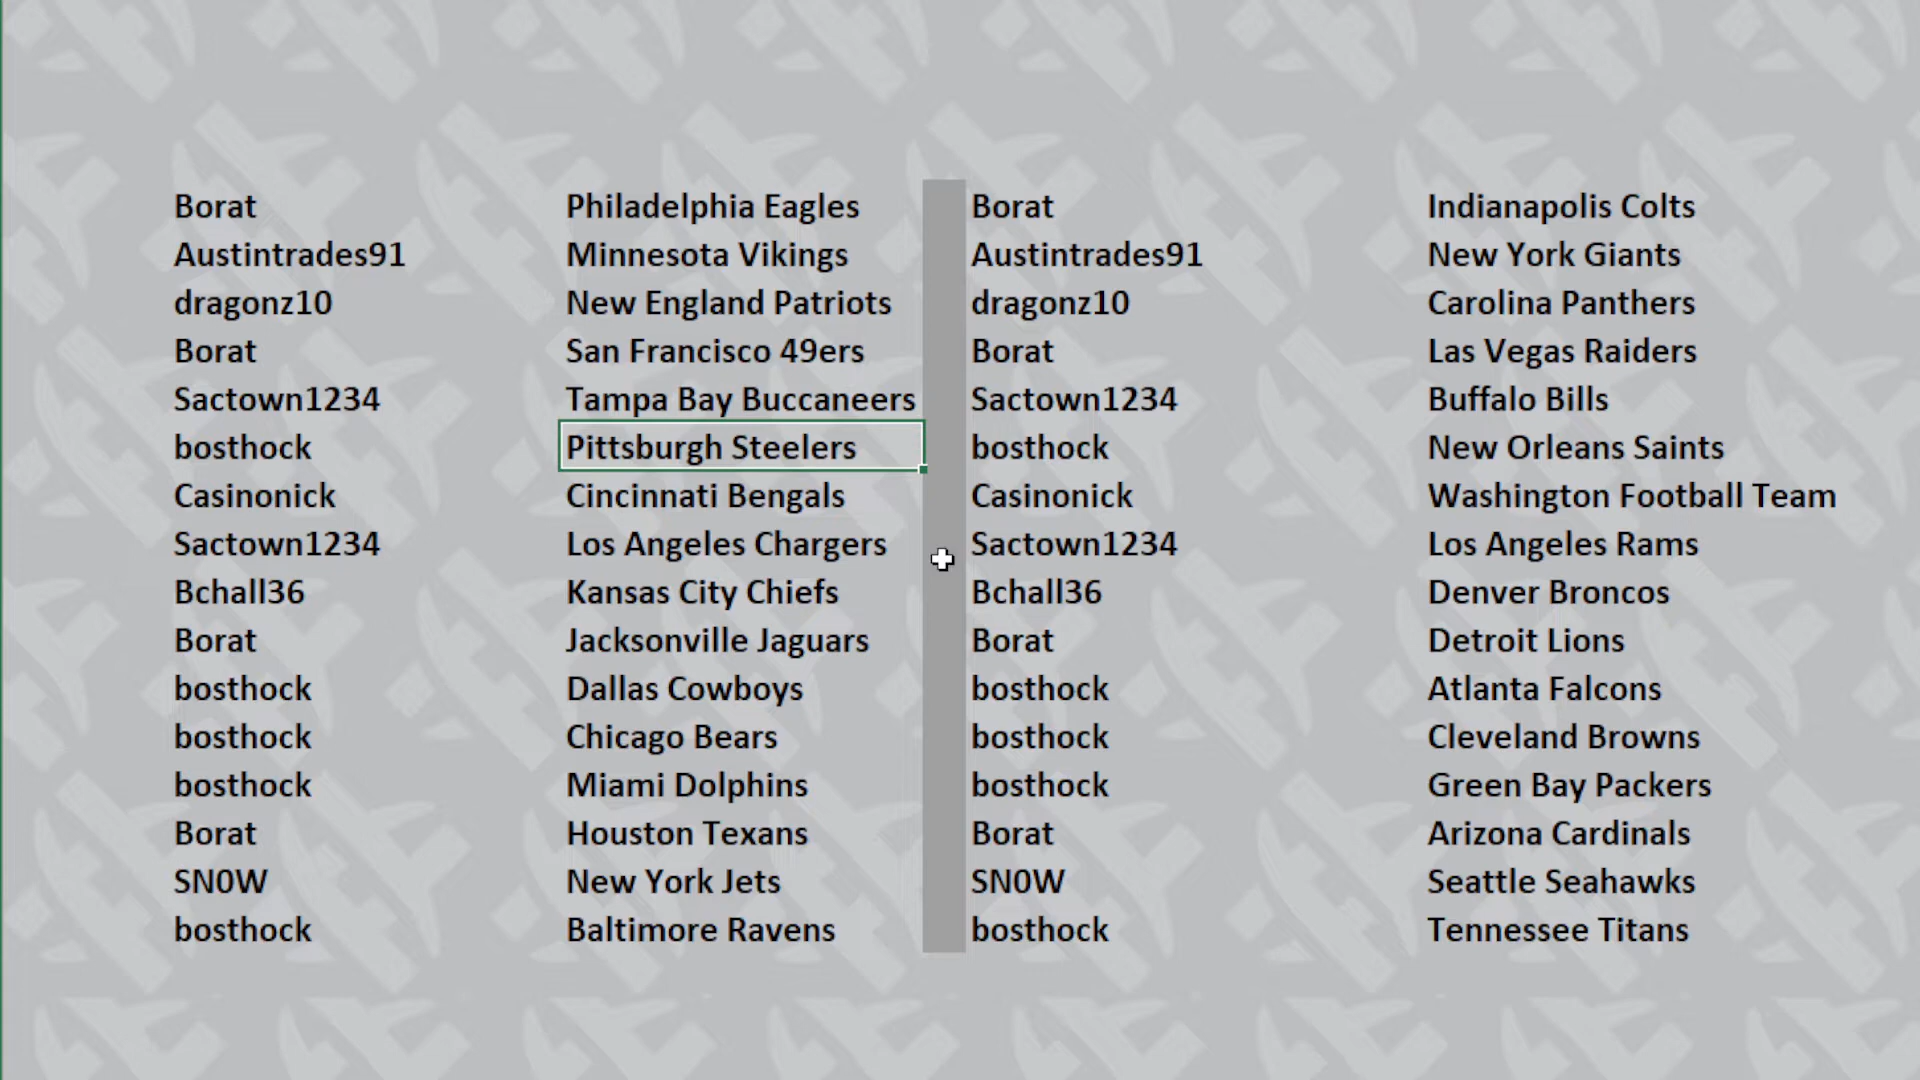 Borat Philadelphia Eagles Borat Indianapolis Colts
Austintrades91 Minnesota Vikings Austintrades91 New York Giants
dragonz10 New England Patriots dragonz10 Carolina Panthers
Borat San Francisco 49ers Borat Las Vegas Raiders
Sactown1234 Tampa Bay Buccaneers Sactown1234 Buffalo Bills
bosthock Pittsburgh Steelers bosthock New Orleans Saints
Casinonick Cincinnati Bengals Casinonick Washington Football Team
Sactown1234 Los Angeles Chargers Sactown1234 Los Angeles Rams
Bchall36 Kansas City Chiefs Bchall36 Denver Broncos
Borat Jacksonville Jaguars Borat Detroit Lions
bosthock Dallas Cowboys bosthock Atlanta Falcons
bosthock Chicago Bears bosthock Cleveland Browns
bosthock Miami Dolphins bosthock Green Bay Packers
Borat Houston Texans Borat Arizona Cardinals
SN0W New York Jets SN0W Seattle Seahawks
bosthock Baltimore Ravens bosthock Tennessee Titans